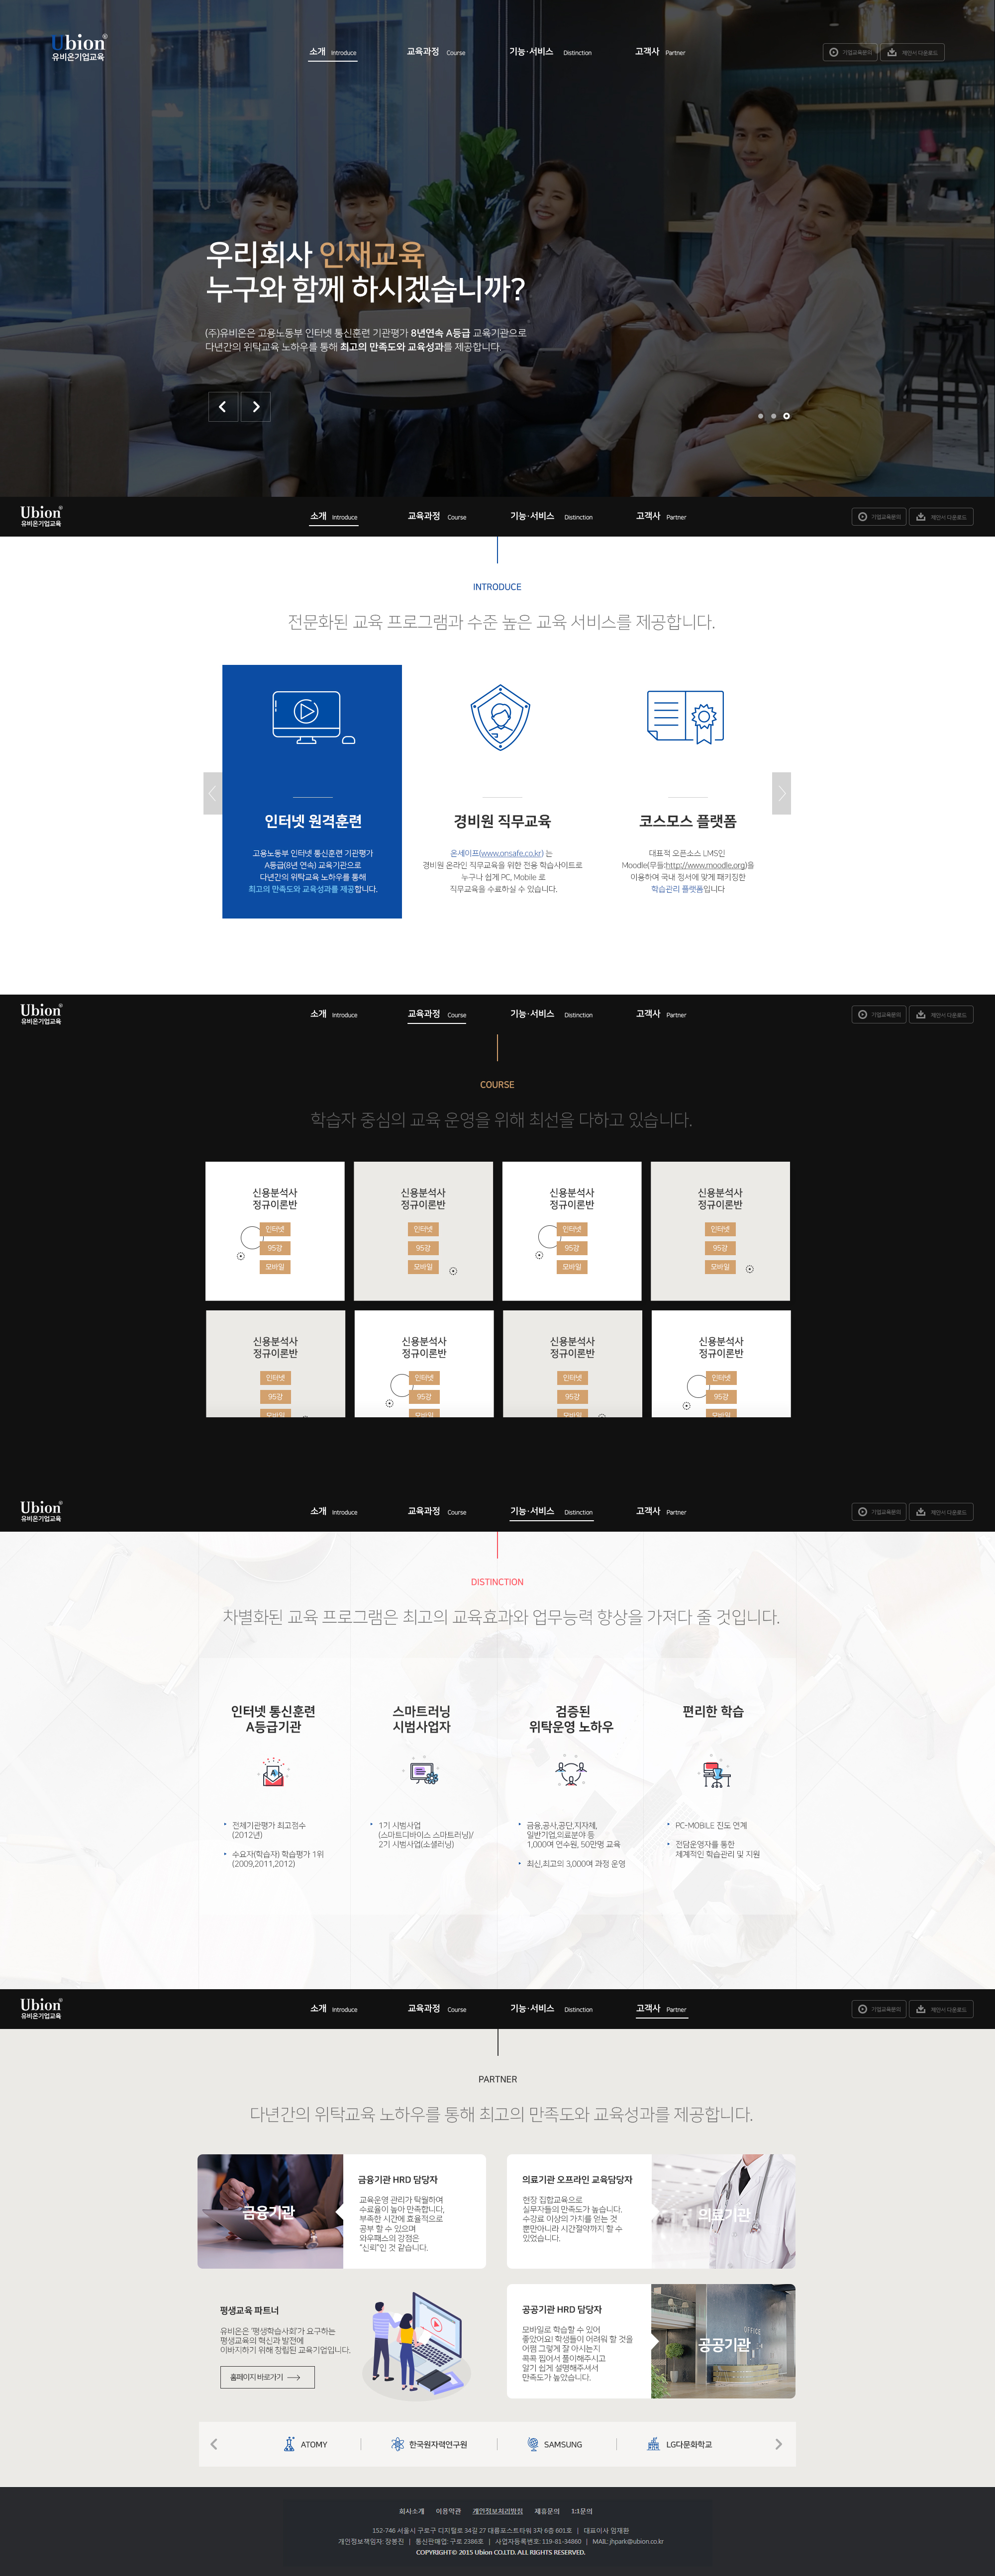 Ubion®
유비온기업교육
소개 Introduce
교육과정 Course
기능·서비스 Distinction
고객사 Partner
기업교육문의
제안서 다운로드
우리회사 인재교육
누구와 함께 하시겠습니까?
(주)유비온은 고용노동부 인터넷 통신훈련 기관평가 8년연속 A등급 교육기관으로
다년간의 위탁교육 노하우를 통해 최고의 만족도와 교육성과를 제공합니다.
Ubion®
유비온기업교육
소개 Introduce
교육과정 Course
기능·서비스 Distinction
고객사 Partner
기업교육문의
제안서 다운로드
INTRODUCE
전문화된 교육 프로그램과 수준 높은 교육 서비스를 제공합니다.
인터넷 원격훈련
고용노동부 인터넷 통신훈련 기관평가
A등급(8년 연속) 교육기관으로
다년간의 위탁교육 노하우를 통해
최고의 만족도와 교육성과를 제공합니다.
경비원 직무교육
온세이프(www.onsafe.co.kr) 는
경비원 온라인 직무교육을 위한 전용 학습사이트로
누구나 쉽게 PC, Mobile 로
직무교육을 수료하실 수 있습니다.
코스모스 플랫폼
대표적 오픈소스 LMS인
Moodle(무들;http://www.moodle.org)을
이용하여 국내 정서에 맞게 패키징한
학습관리 플랫폼입니다
Ubion®
유비온기업교육
소개 Introduce
교육과정 Course
기능·서비스 Distinction
고객사 Partner
기업교육문의
제안서 다운로드
COURSE
학습자 중심의 교육 운영을 위해 최선을 다하고 있습니다.
신용분석사
정규이론반
인터넷
95강
모바일
신용분석사
정규이론반
인터넷
95강
모바일
신용분석사
정규이론반
인터넷
95강
모바일
신용분석사
정규이론반
인터넷
95강
모바일
신용분석사
정규이론반
인터넷
95강
모바일
신용분석사
정규이론반
인터넷
95강
모바일
신용분석사
정규이론반
인터넷
95강
모바일
신용분석사
정규이론반
인터넷
95강
모바일
Ubion®
유비온기업교육
소개 Introduce
교육과정 Course
기능·서비스 Distinction
고객사 Partner
기업교육문의
제안서 다운로드
DISTINCTION
차별화된 교육 프로그램은 최고의 교육효과와 업무능력 향상을 가져다 줄 것입니다.
인터넷 통신훈련
A등급기관
전체기관평가 최고점수
(2012년)
수요자(학습자) 학습평가 1위
(2009,2011,2012)
스마트러닝
시범사업자
1기 시범사업
(스마트디바이스 스마트러닝)/
2기 시범사업(소셜러닝)
검증된
위탁운영 노하우
금융,공사,공단,지자체,
일반기업,의료분야 등
1,000여 연수원, 50만명 교육
최신,최고의 3,000여 과정 운영
편리한 학습
PC-MOBILE 진도 연계
전담운영자를 통한
체계적인 학습관리 및 지원
Ubion®
유비온기업교육
소개 Introduce
교육과정 Course
기능·서비스 Distinction
고객사 Partner
기업교육문의
제안서 다운로드
PARTNER
다년간의 위탁교육 노하우를 통해 최고의 만족도와 교육성과를 제공합니다.
금융기관
금융기관 HRD 담당자
교육운영 관리가 탁월하여
수료율이 높아 만족합니다,
부족한 시간에 효율적으로
공부 할 수 있으며
와우패스의 강점은
"신뢰"인 것 같습니다.
의료기관 오프라인 교육담당자
현장 집합교육으로
실무자들의 만족도가 높습니다.
수강료 이상의 가치를 얻는 것
뿐만아니라 시간절약까지 할 수
있었습니다.
의료기관
평생교육 파트너
유비온은 '평생학습사회'가 요구하는
평생교육의 혁신과 발전에
이바지하기 위해 창립된 교육기업입니다.
홈페이지 바로가기
공공기관 HRD 담당자
모바일로 학습할 수 있어
좋았어요! 학생들이 어려워 할 것을
어쩜 그렇게 잘 아시는지
콕콕 찝어서 풀이해주시고
알기 쉽게 설명해주셔서
만족도가 높았습니다.
OFFICE
공공기관
ATOMY
한국원자력연구원
SAMSUNG
LG다문화학교
회사소개 이용약관 개인정보처리방침 제휴문의 1:1문의
152-746 서울시 구로구 디지털로 34길 27 대륭포스트타워 3차 6층 601호 | 대표이사 임재환
개인정보책임자: 장봉진 | 통신판매업: 구로 2386호 | 사업자등록번호: 119-81-34860 | MAIL: jhpark@ubion.co.kr
COPYRIGHT© 2015 Ubion CO.LTD. ALL RIGHTS RESERVED.